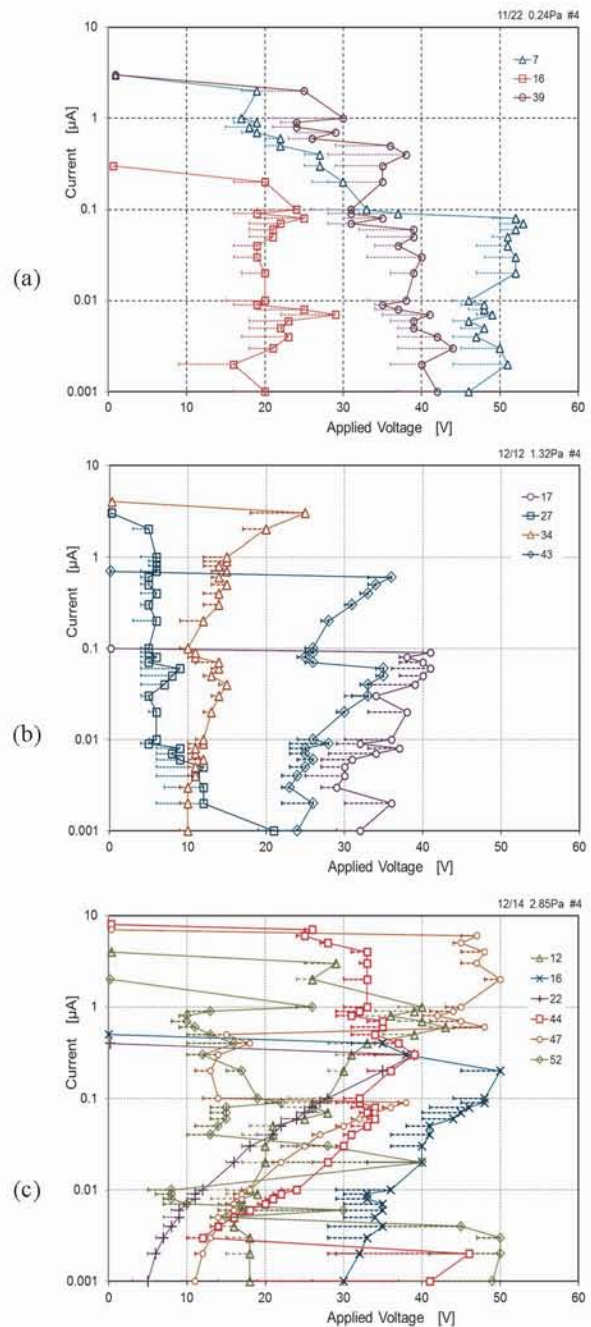 11/22 0.24Pa #4
10
7
16
39
1
0.1
0.01
0.001
Current [µA]
0 10 20 30 40 50 60
Applied Voltage [V]
(a)
12/12 1.32Pa #4
10
17
27
34
43
1
0.1
0.01
0.001
Current [µA]
0 10 20 30 40 50 60
Applied Voltage [V]
(b)
12/14 2.85Pa #4
10
12
16
22
44
47
52
1
0.1
0.01
0.001
Current [µA]
0 10 20 30 40 50 60
Applied Voltage [V]
(c)